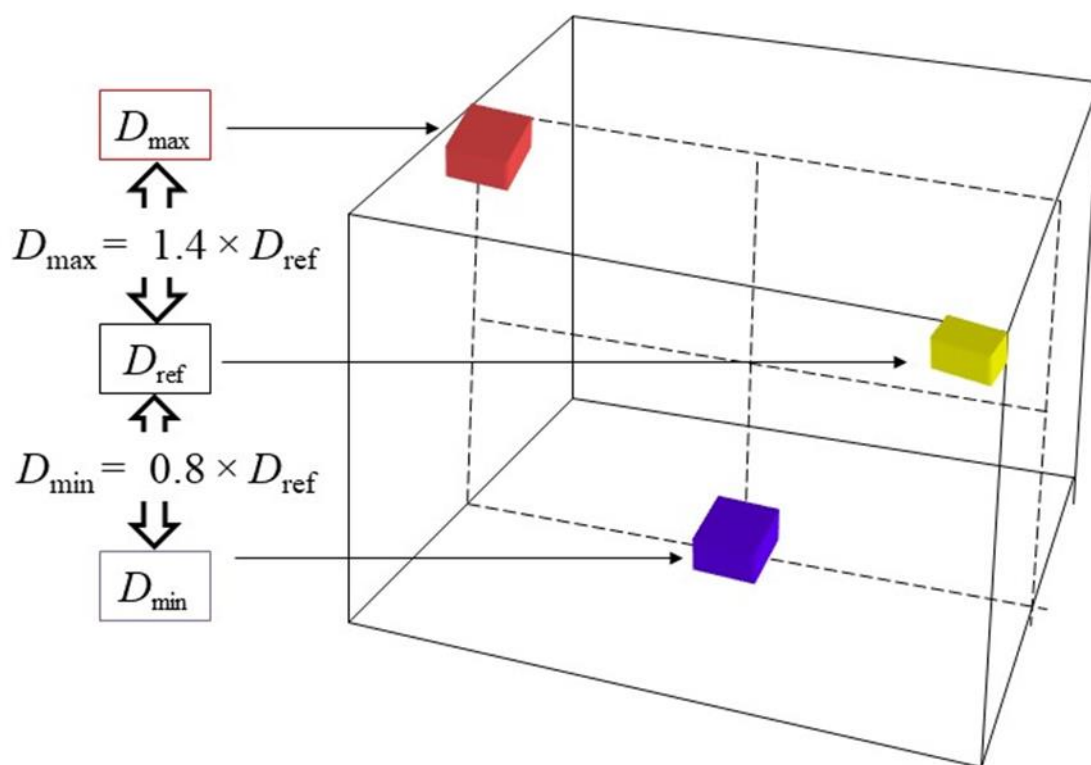 D_max
D_max = 1.4 × D_ref
D_ref
D_min = 0.8 × D_ref
D_min